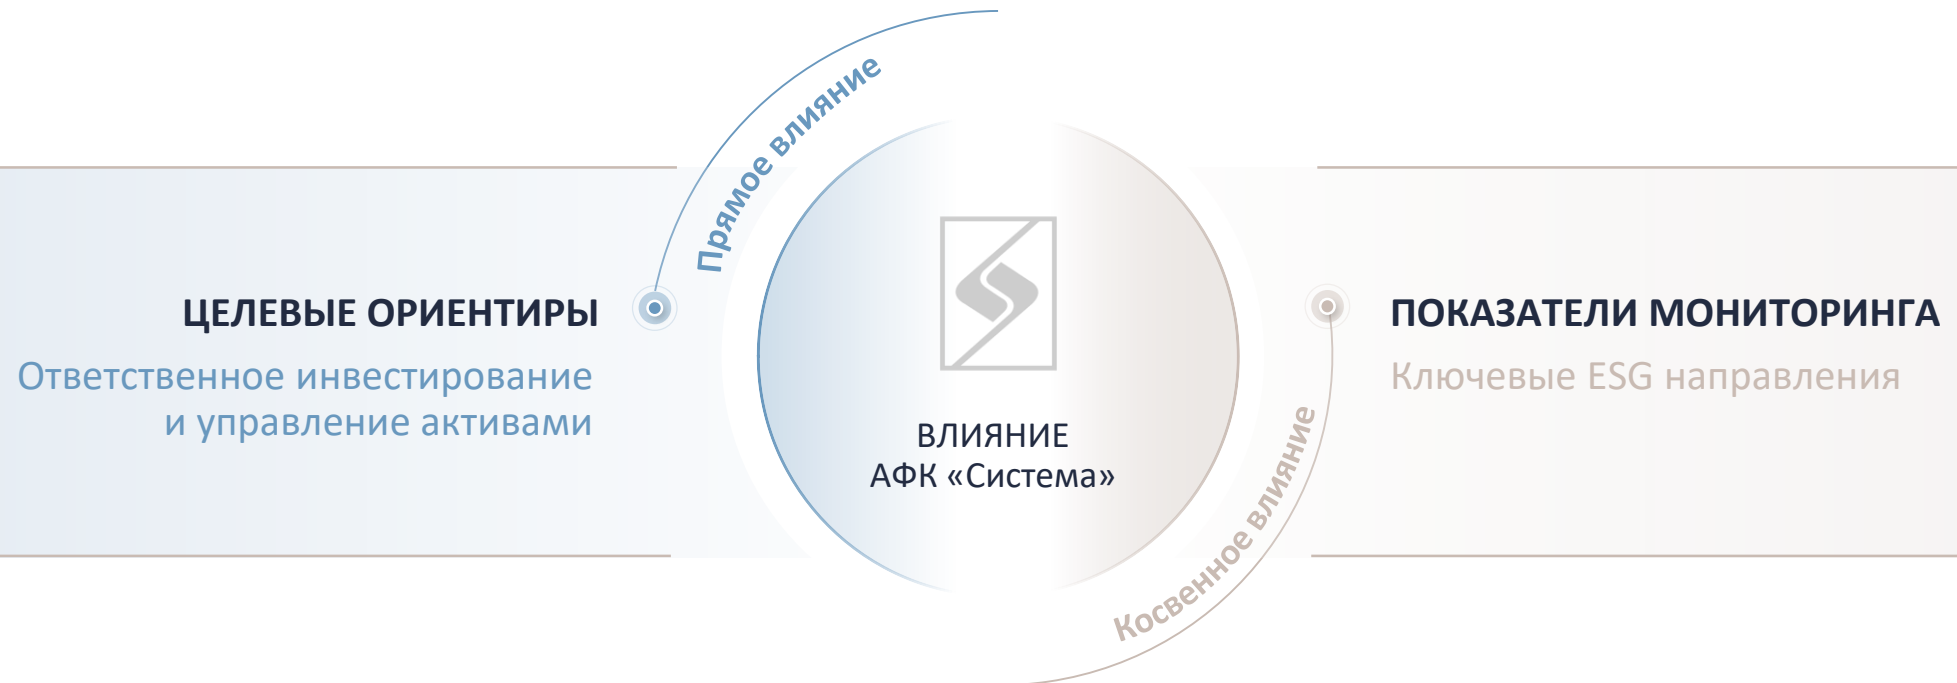 Прямое влияние
ЦЕЛЕВЫЕ ОРИЕНТИРЫ
Ответственное инвестирование
и управление активами
ВЛИЯНИЕ
АФК «Система»
ПОКАЗАТЕЛИ МОНИТОРИНГА
Ключевые ESG направления
Косвенное влияние